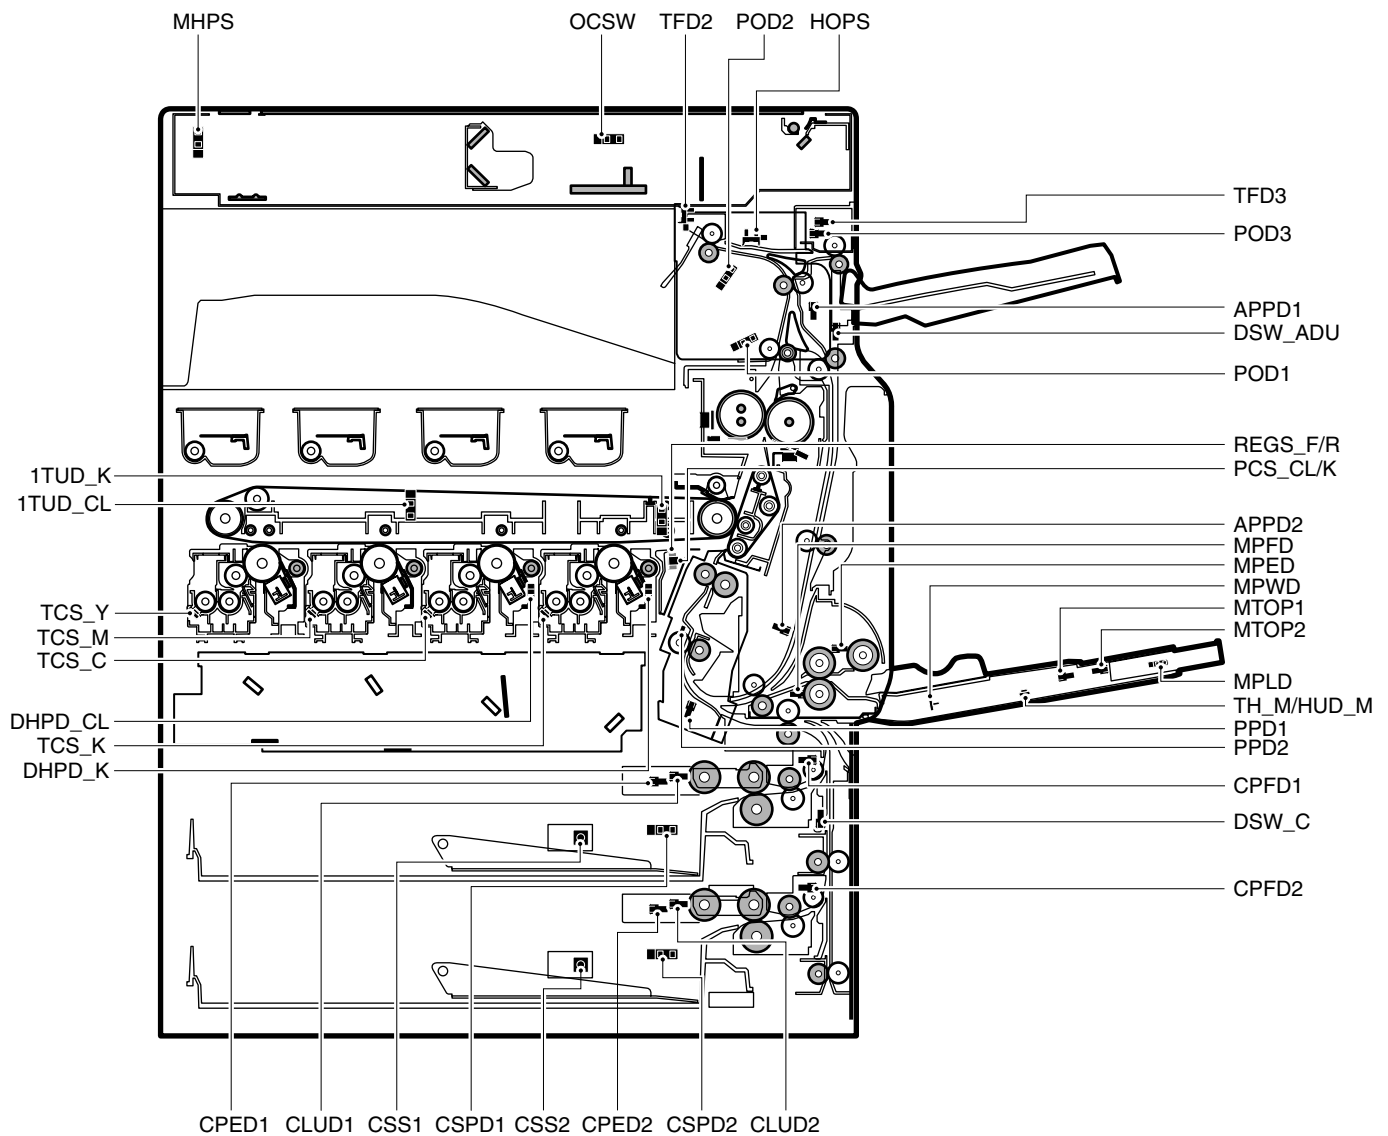 MHPS
OCSW
TFD2
POD2
HOPS
TFD3
POD3
APPD1
DSW_ADU
POD1
REGS_F/R
PCS_CL/K
1TUD_K
1TUD_CL
APPD2
MPFD
MPED
MPWD
MTOP1
MTOP2
TCS_Y
TCS_M
TCS_C
MPLD
TH_M/HUD_M
DHPD_CL
TCS_K
DHPD_K
PPD1
PPD2
CPFD1
DSW_C
CPFD2
CPED1
CLUD1
CSS1
CSPD1
CSS2
CPED2
CSPD2
CLUD2